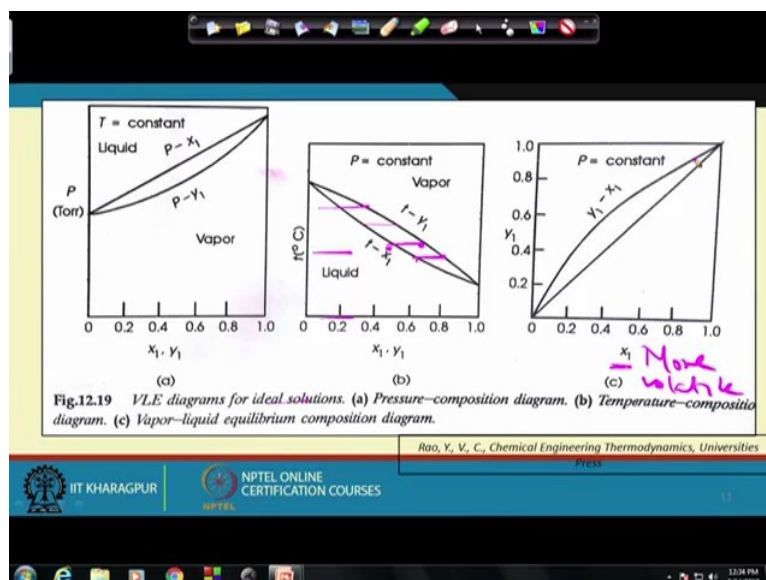 T = constant
Liquid
P-x₁
P-y₁
P
(Torr)
Vapor
0 0.2 0.4 0.6 0.8 1.0
x₁, y₁
(a)
P = constant
Vapor
t-y₁
t-x₁
t(°C)
Liquid
0 0.2 0.4 0.6 0.8 1.0
x₁, y₁
(b)
1.0
P = constant
0.8
y₁-x₁
0.6
y₁
0.4
0.2
0 0.2 0.4 0.6 0.8 1.0
x₁ More
(c) volatile
Fig.12.19 VLE diagrams for ideal solutions. (a) Pressure–composition diagram. (b) Temperature–compositio
diagram. (c) Vapor–liquid equilibrium composition diagram.
Rao, Y., V., C., Chemical Engineering Thermodynamics, Universities
Press
IIT KHARAGPUR
NPTEL ONLINE
CERTIFICATION COURSES
NPTEL
11
12:34 PM